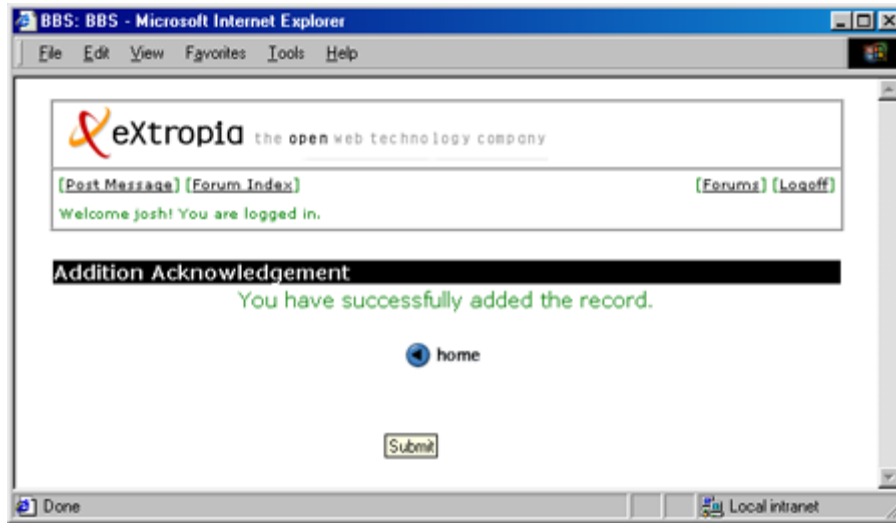 BBS: BBS - Microsoft Internet Explorer
File Edit View Favorites Tools Help
eXtropia the open web technology company
[Post Message] [Forum Index] [Forums] [Logoff]
Welcome josh! You are logged in.
Addition Acknowledgement
You have successfully added the record.
home
Submit
Done Local intranet